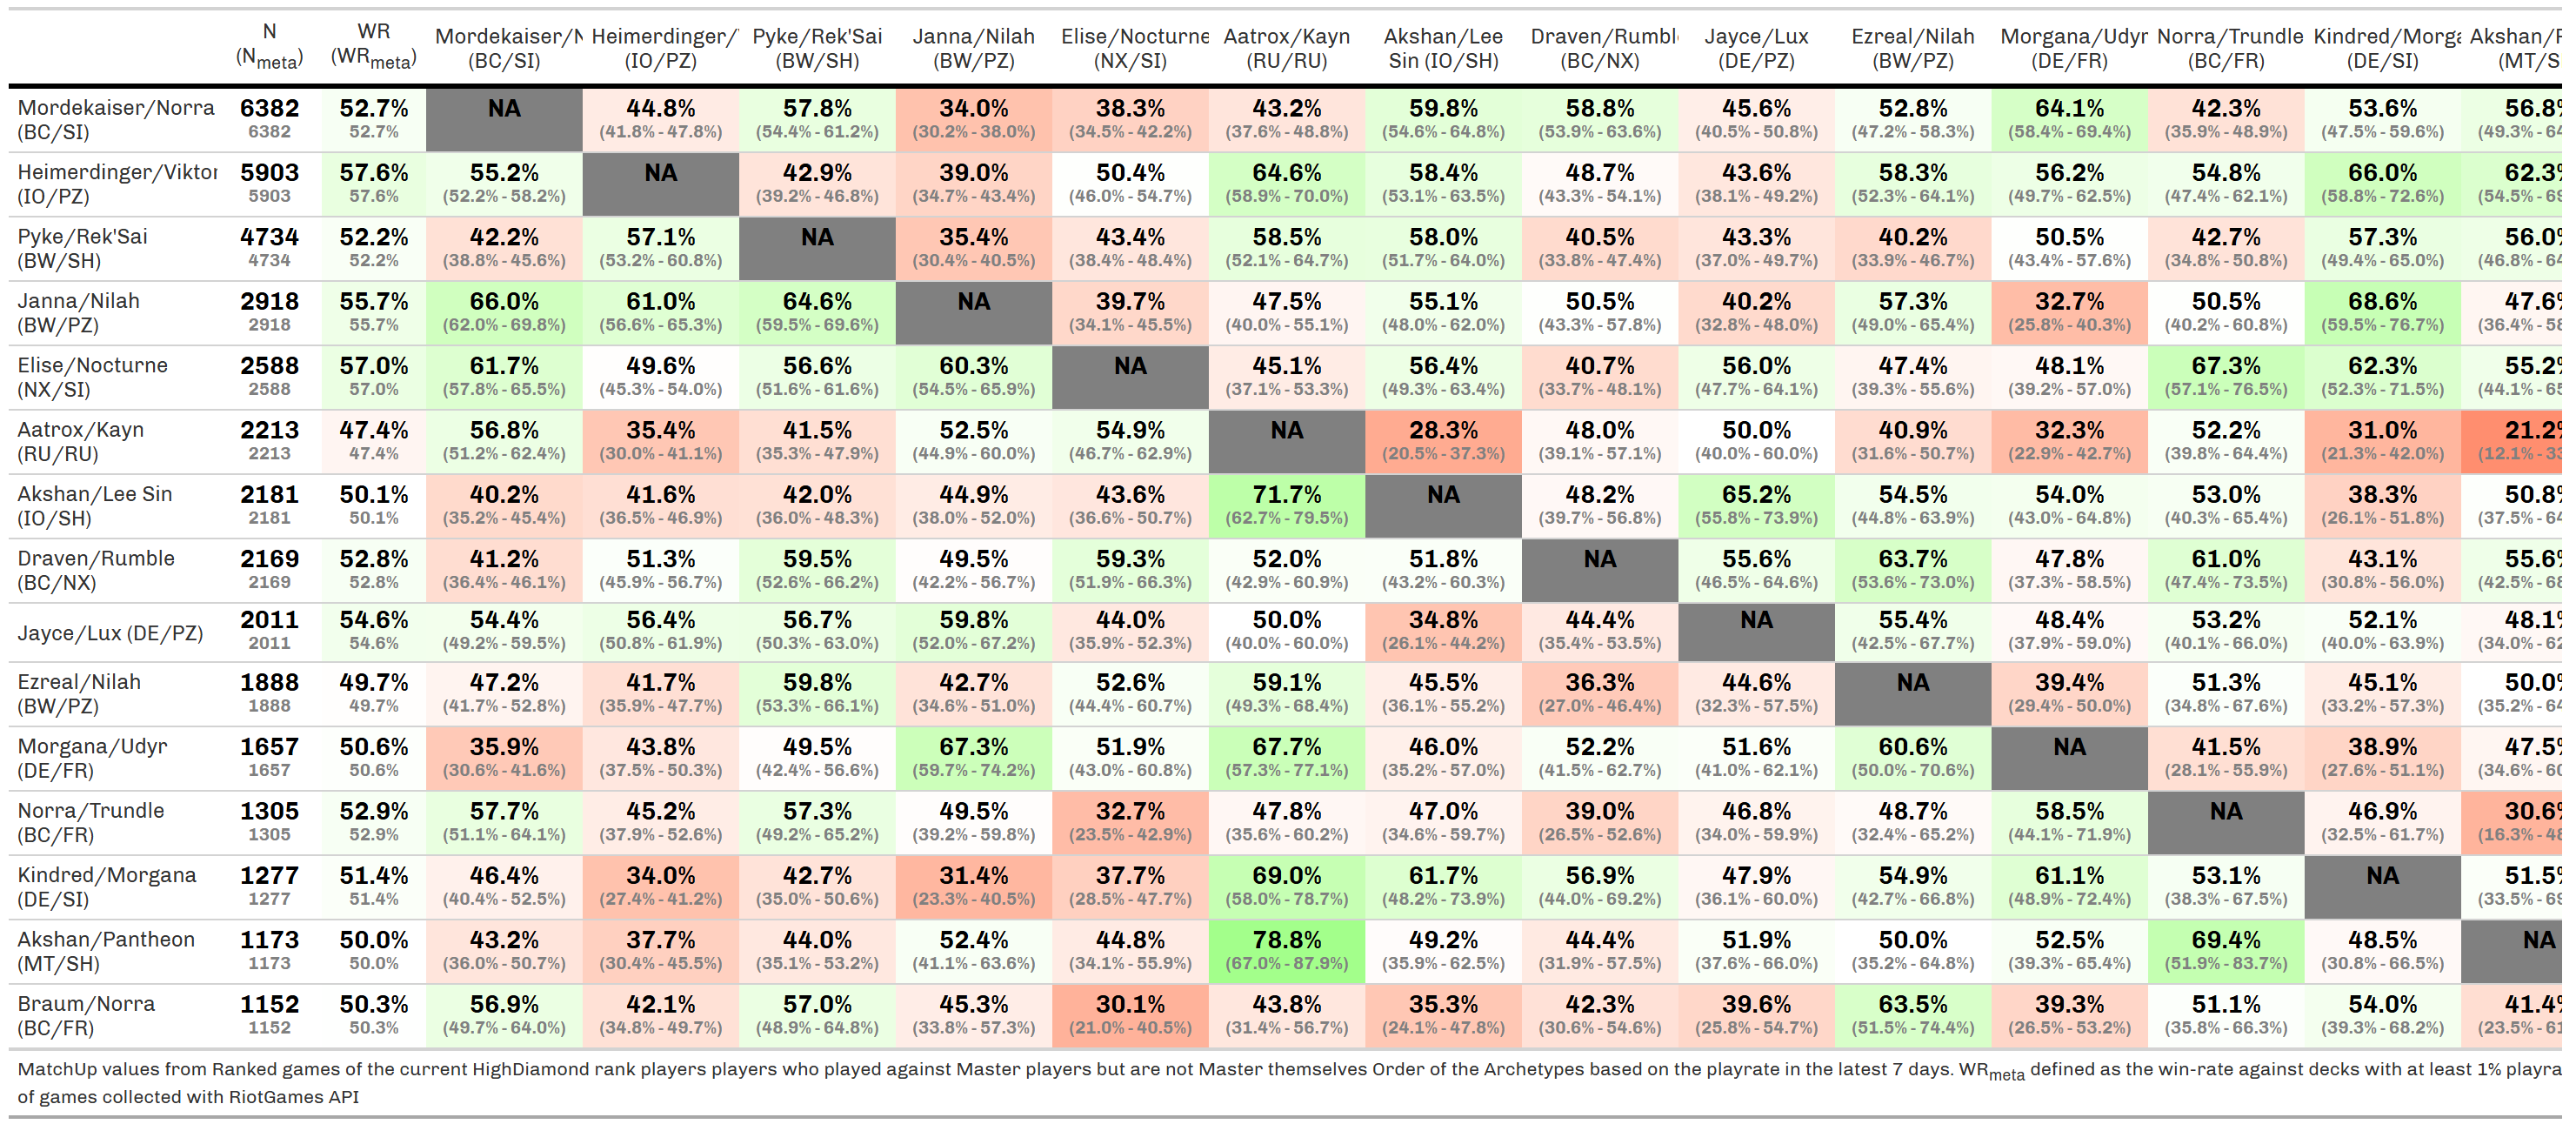 N WR Mordekaiser/N Heimerdinger/ Pyke/Rek'Sai Janna/Nilah Elise/Nocturne Aatrox/Kayn Akshan/Lee Draven/Rumbl Jayce/Lux Ezreal/Nilah Morgana/Udyr Norra/Trundle Kindred/Morga Akshan/P
(Nmeta) (WRmeta) (BC/SI) (IO/PZ) (BW/SH) (BW/PZ) (NX/SI) (RU/RU) Sin (IO/SH) (BC/NX) (DE/PZ) (BW/PZ) (DE/FR) (BC/FR) (DE/SI) (MT/S
Mordekaiser/Norra 6382 52.7% NA 44.8% 57.8% 34.0% 38.3% 43.2% 59.8% 58.8% 45.6% 52.8% 64.1% 42.3% 53.6% 56.8%
(BC/SI) 6382 52.7% (41.8% - 47.8%) (54.4% - 61.2%) (30.2% - 38.0%) (34.5% - 42.2%) (37.6% - 48.8%) (54.6% - 64.8%) (53.9% - 63.6%) (40.5% - 50.8%) (47.2% - 58.3%) (58.4% - 69.4%) (35.9% - 48.9%) (47.5% - 59.6%) (49.3% - 64
Heimerdinger/Viktor 5903 57.6% 55.2% NA 42.9% 39.0% 50.4% 64.6% 58.4% 48.7% 43.6% 58.3% 56.2% 54.8% 66.0% 62.3%
(IO/PZ) 5903 57.6% (52.2% - 58.2%) (39.2% - 46.8%) (34.7% - 43.4%) (46.0% - 54.7%) (58.9% - 70.0%) (53.1% - 63.5%) (43.3% - 54.1%) (38.1% - 49.2%) (52.3% - 64.1%) (49.7% - 62.5%) (47.4% - 62.1%) (58.8% - 72.6%) (54.5% - 69
Pyke/Rek'Sai 4734 52.2% 42.2% 57.1% NA 35.4% 43.4% 58.5% 58.0% 40.5% 43.3% 40.2% 50.5% 42.7% 57.3% 56.0%
(BW/SH) 4734 52.2% (38.8% - 45.6%) (53.2% - 60.8%) (30.4% - 40.5%) (38.4% - 48.4%) (52.1% - 64.7%) (51.7% - 64.0%) (33.8% - 47.4%) (37.0% - 49.7%) (33.9% - 46.7%) (43.4% - 57.6%) (34.8% - 50.8%) (49.4% - 65.0%) (46.8% - 64
Janna/Nilah 2918 55.7% 66.0% 61.0% 64.6% NA 39.7% 47.5% 55.1% 50.5% 40.2% 57.3% 32.7% 50.5% 68.6% 47.6%
(BW/PZ) 2918 55.7% (62.0% - 69.8%) (56.6% - 65.3%) (59.5% - 69.6%) (34.1% - 45.5%) (40.0% - 55.1%) (48.0% - 62.0%) (43.3% - 57.8%) (32.8% - 48.0%) (49.0% - 65.4%) (25.8% - 40.3%) (40.2% - 60.8%) (59.5% - 76.7%) (36.4% - 58
Elise/Nocturne 2588 57.0% 61.7% 49.6% 56.6% 60.3% NA 45.1% 56.4% 40.7% 56.0% 47.4% 48.1% 67.3% 62.3% 55.2%
(NX/SI) 2588 57.0% (57.8% - 65.5%) (45.3% - 54.0%) (51.6% - 61.6%) (54.5% - 65.9%) (37.1% - 53.3%) (49.3% - 63.4%) (33.7% - 48.1%) (47.7% - 64.1%) (39.3% - 55.6%) (39.2% - 57.0%) (57.1% - 76.5%) (52.3% - 71.5%) (44.1% - 65
Aatrox/Kayn 2213 47.4% 56.8% 35.4% 41.5% 52.5% 54.9% NA 28.3% 48.0% 50.0% 40.9% 32.3% 52.2% 31.0% 21.2%
(RU/RU) 2213 47.4% (51.2% - 62.4%) (30.0% - 41.1%) (35.3% - 47.9%) (44.9% - 60.0%) (46.7% - 62.9%) (20.5% - 37.3%) (39.1% - 57.1%) (40.0% - 60.0%) (31.6% - 50.7%) (22.9% - 42.7%) (39.8% - 64.4%) (21.3% - 42.0%) (12.1% - 33
Akshan/Lee Sin 2181 50.1% 40.2% 41.6% 42.0% 44.9% 43.6% 71.7% NA 48.2% 65.2% 54.5% 54.0% 53.0% 38.3% 50.8%
(IO/SH) 2181 50.1% (35.2% - 45.4%) (36.5% - 46.9%) (36.0% - 48.3%) (38.0% - 52.0%) (36.6% - 50.7%) (62.7% - 79.5%) (39.7% - 56.8%) (55.8% - 73.9%) (44.8% - 63.9%) (43.0% - 64.8%) (40.3% - 65.4%) (26.1% - 51.8%) (37.5% - 64
Draven/Rumble 2169 52.8% 41.2% 51.3% 59.5% 49.5% 59.3% 52.0% 51.8% NA 55.6% 63.7% 47.8% 61.0% 43.1% 55.6%
(BC/NX) 2169 52.8% (36.4% - 46.1%) (45.9% - 56.7%) (52.6% - 66.2%) (42.2% - 56.7%) (51.9% - 66.3%) (42.9% - 60.9%) (43.2% - 60.3%) (46.5% - 64.6%) (53.6% - 73.0%) (37.3% - 58.5%) (47.4% - 73.5%) (30.8% - 56.0%) (42.5% - 68
Jayce/Lux (DE/PZ) 2011 54.6% 54.4% 56.4% 56.7% 59.8% 44.0% 50.0% 34.8% 44.4% NA 55.4% 48.4% 53.2% 52.1% 48.1%
2011 54.6% (49.2% - 59.5%) (50.8% - 61.9%) (50.3% - 63.0%) (52.0% - 67.2%) (35.9% - 52.3%) (40.0% - 60.0%) (26.1% - 44.2%) (35.4% - 53.5%) (42.5% - 67.7%) (37.9% - 59.0%) (40.1% - 66.0%) (40.0% - 63.9%) (34.0% - 62
Ezreal/Nilah 1888 49.7% 47.2% 41.7% 59.8% 42.7% 52.6% 59.1% 45.5% 36.3% 44.6% NA 39.4% 51.3% 45.1% 50.0%
(BW/PZ) 1888 49.7% (41.7% - 52.8%) (35.9% - 47.7%) (53.3% - 66.1%) (34.6% - 51.0%) (44.4% - 60.7%) (49.3% - 68.4%) (36.1% - 55.2%) (27.0% - 46.4%) (32.3% - 57.5%) (29.4% - 50.0%) (34.8% - 67.6%) (33.2% - 57.3%) (35.2% - 64
Morgana/Udyr 1657 50.6% 35.9% 43.8% 49.5% 67.3% 51.9% 67.7% 46.0% 52.2% 51.6% 60.6% NA 41.5% 38.9% 47.5%
(DE/FR) 1657 50.6% (30.6% - 41.6%) (37.5% - 50.3%) (42.4% - 56.6%) (59.7% - 74.2%) (43.0% - 60.8%) (57.3% - 77.1%) (35.2% - 57.0%) (41.5% - 62.7%) (41.0% - 62.1%) (50.0% - 70.6%) (28.1% - 55.9%) (27.6% - 51.1%) (34.6% - 60
Norra/Trundle 1305 52.9% 57.7% 45.2% 57.3% 49.5% 32.7% 47.8% 47.0% 39.0% 46.8% 48.7% 58.5% NA 46.9% 30.6%
(BC/FR) 1305 52.9% (51.1% - 64.1%) (37.9% - 52.6%) (49.2% - 65.2%) (39.2% - 59.8%) (23.5% - 42.9%) (35.6% - 60.2%) (34.6% - 59.7%) (26.5% - 52.6%) (34.0% - 59.9%) (32.4% - 65.2%) (44.1% - 71.9%) (32.5% - 61.7%) (16.3% - 48
Kindred/Morgana 1277 51.4% 46.4% 34.0% 42.7% 31.4% 37.7% 69.0% 61.7% 56.9% 47.9% 54.9% 61.1% 53.1% NA 51.5%
(DE/SI) 1277 51.4% (40.4% - 52.5%) (27.4% - 41.2%) (35.0% - 50.6%) (23.3% - 40.5%) (28.5% - 47.7%) (58.0% - 78.7%) (48.2% - 73.9%) (44.0% - 69.2%) (36.1% - 60.0%) (42.7% - 66.8%) (48.9% - 72.4%) (38.3% - 67.5%) (33.5% - 69
Akshan/Pantheon 1173 50.0% 43.2% 37.7% 44.0% 52.4% 44.8% 78.8% 49.2% 44.4% 51.9% 50.0% 52.5% 69.4% 48.5% NA
(MT/SH) 1173 50.0% (36.0% - 50.7%) (30.4% - 45.5%) (35.1% - 53.2%) (41.1% - 63.6%) (34.1% - 55.9%) (67.0% - 87.9%) (35.9% - 62.5%) (31.9% - 57.5%) (37.6% - 66.0%) (35.2% - 64.8%) (39.3% - 65.4%) (51.9% - 83.7%) (30.8% - 66.5%)
Braum/Norra 1152 50.3% 56.9% 42.1% 57.0% 45.3% 30.1% 43.8% 35.3% 42.3% 39.6% 63.5% 39.3% 51.1% 54.0% 41.4%
(BC/FR) 1152 50.3% (49.7% - 64.0%) (34.8% - 49.7%) (48.9% - 64.8%) (33.8% - 57.3%) (21.0% - 40.5%) (31.4% - 56.7%) (24.1% - 47.8%) (30.6% - 54.6%) (25.8% - 54.7%) (51.5% - 74.4%) (26.5% - 53.2%) (35.8% - 66.3%) (39.3% - 68.2%) (23.5% - 61
MatchUp values from Ranked games of the current HighDiamond rank players players who played against Master players but are not Master themselves Order of the Archetypes based on the playrate in the latest 7 days. WRmeta defined as the win-rate against decks with at least 1% playra
of games collected with RiotGames API